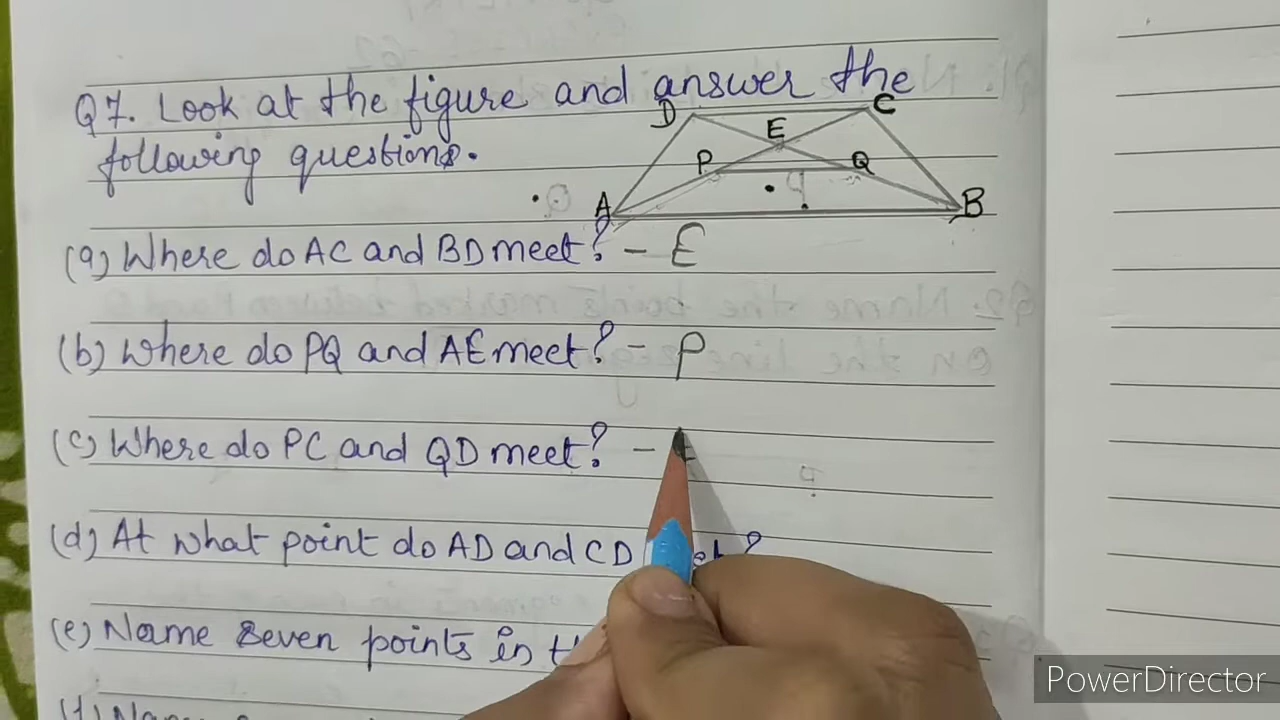 Q7. Look at the figure and answer the
following questions.
D C
E
P Q
A B
(a) Where do AC and BD meet? - E
(b) Where do PQ and AE meet? - P
(c) Where do PC and QD meet? -
(d) At what point do AD and CD
(e) Name seven points in
PowerDirector